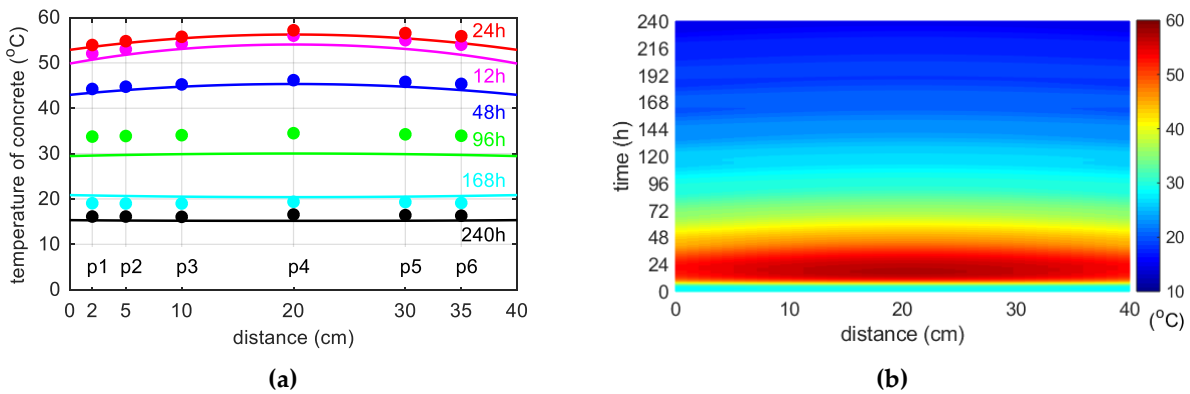 60
50
40
30
20
10
0
temperature of concrete (°C)
24h
12h
48h
96h
168h
240h
p1 p2 p3 p4 p5 p6
0 2 5 10 20 30 35 40
distance (cm)
(a)
240
216
192
168
144
120
96
72
48
24
0
time (h)
0 10 20 30 40
distance (cm)
60
50
40
30
20
10
(°C)
(b)